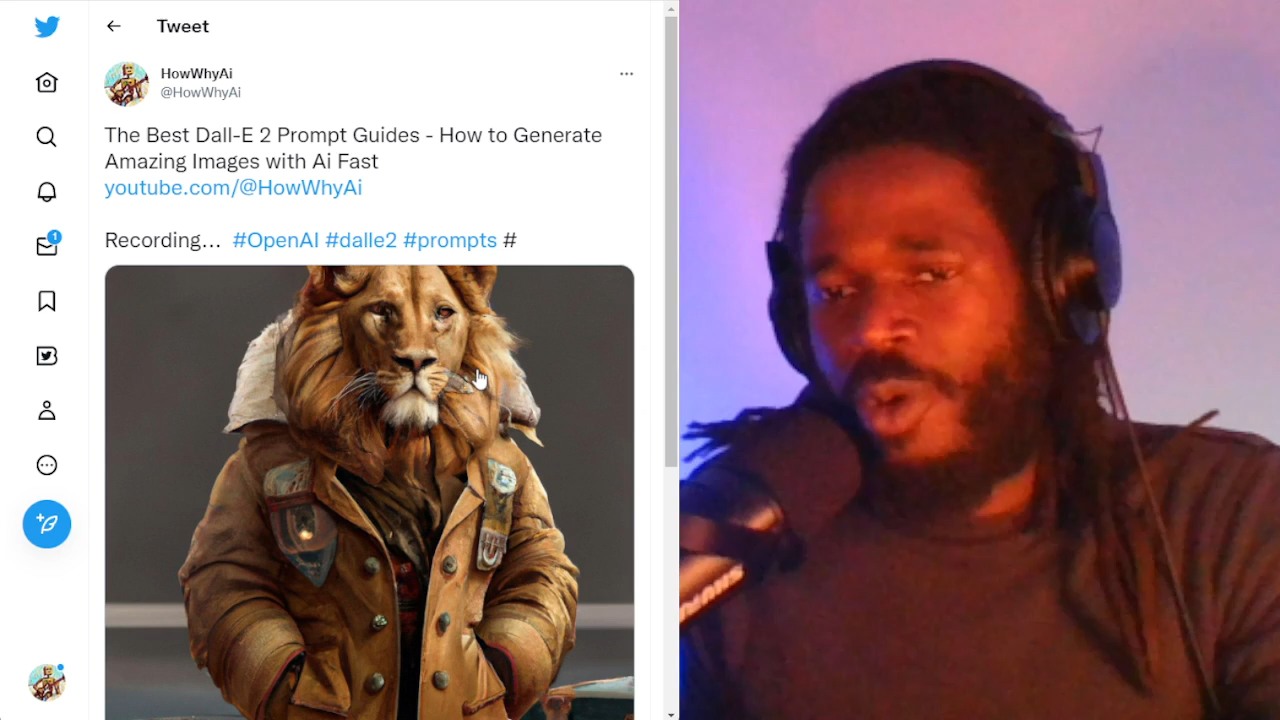 Tweet
HowWhyAi
@HowWhyAi
The Best Dall-E 2 Prompt Guides - How to Generate
Amazing Images with Ai Fast
youtube.com/@HowWhyAi
Recording... #OpenAI #dalle2 #prompts #
1